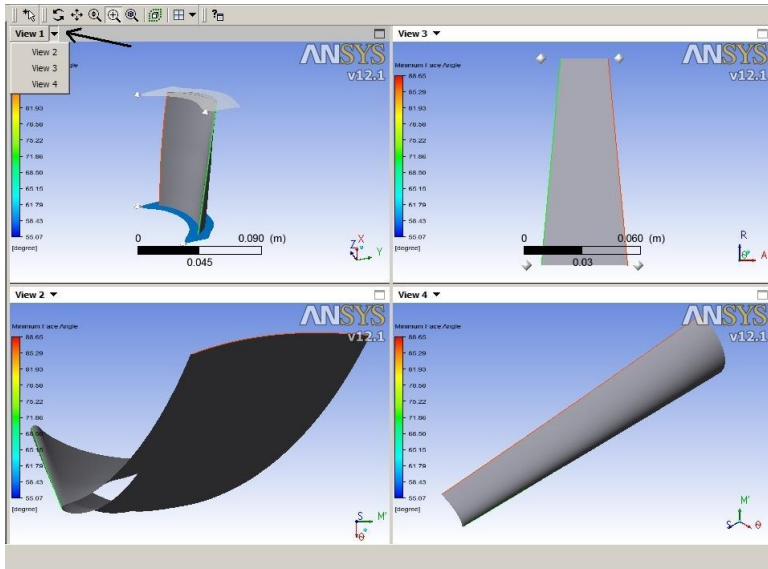 View 1
View 2
View 3
View 4
ANSYS
v12.1
81.93
78.58
75.22
71.86
68.50
65.15
61.79
58.43
55.07
[degree]
0 0.090 (m)
0.045
Z X Y
View 3
ANSYS
v12.1
Minimum Face Angle
88.65
85.29
81.93
78.58
75.22
71.86
68.50
65.15
61.79
58.43
55.07
[degree]
0 0.060 (m)
0.03
R
θ A
View 2
ANSYS
v12.1
Minimum Face Angle
88.65
85.29
81.93
78.58
75.22
71.86
68.50
65.15
61.79
58.43
55.07
[degree]
S M'
θ
View 4
ANSYS
v12.1
Minimum Face Angle
88.65
85.29
81.93
78.58
75.22
71.86
68.50
65.15
61.79
58.43
55.07
[degree]
M'
S θ